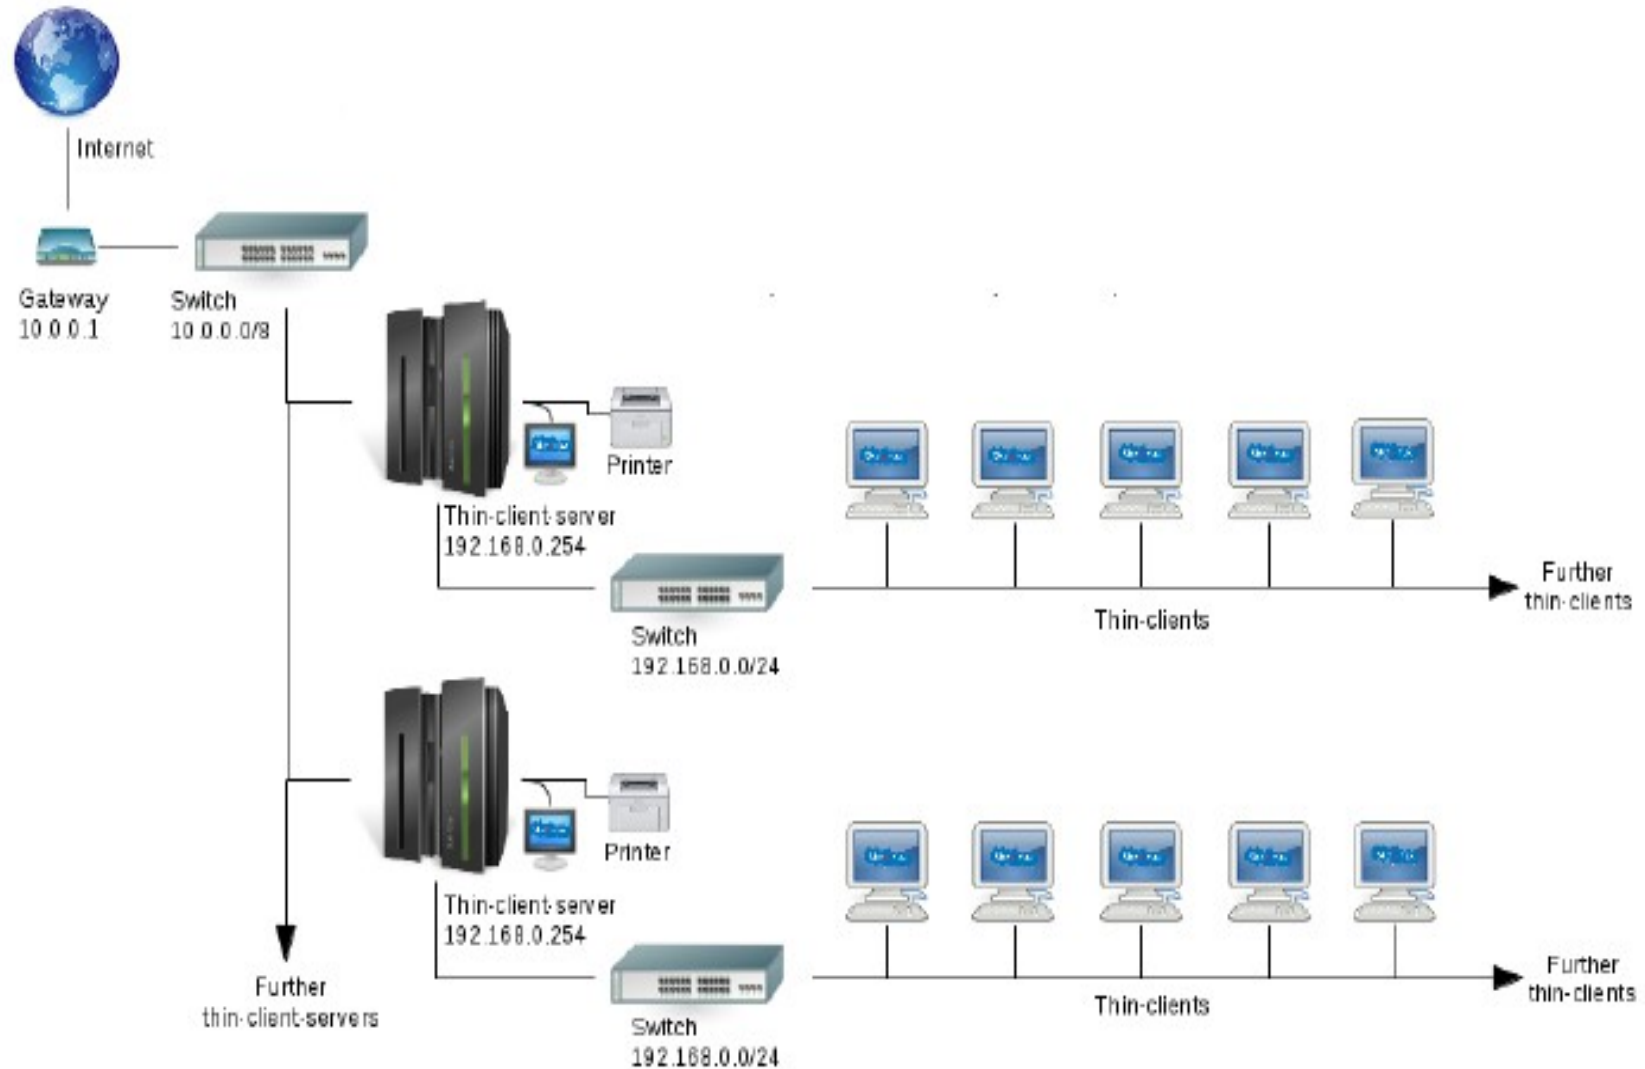 Internet
Gateway
10.0.0.1
Switch
10.0.0.0/8
Printer
Thin-client-server
192.168.0.254
Switch
192.168.0.0/24
Thin-clients
Further
thin-clients
Printer
Thin-client-server
192.168.0.254
Switch
192.168.0.0/24
Thin-clients
Further
thin-clients
Further
thin-client-servers